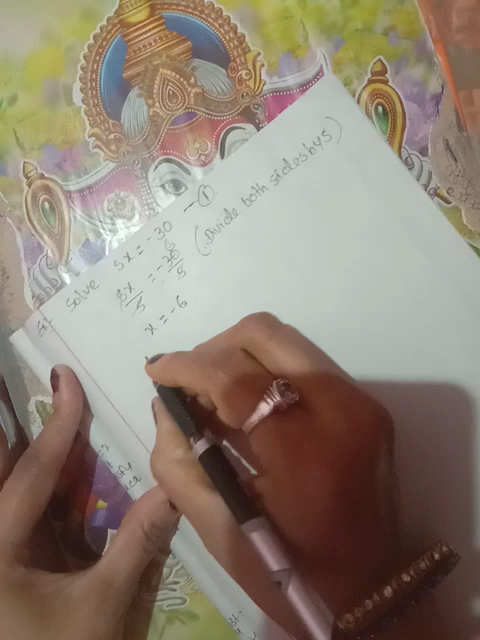 Solve 5x = -30 —①
5x/5 = -30/5 (Divide both sides by 5)
x = -6